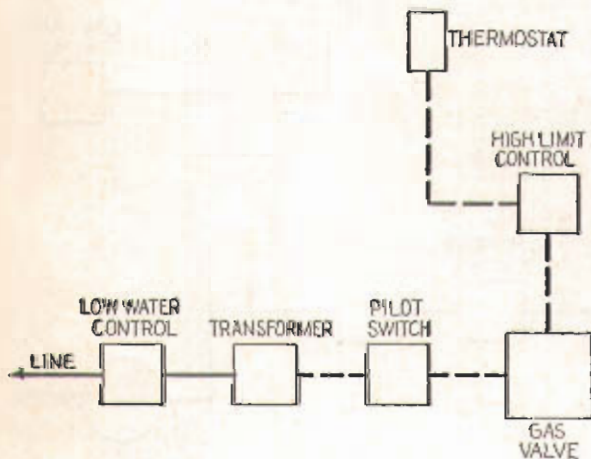 THERMOSTAT
HIGH LIMIT
CONTROL
LOW WATER
CONTROL
TRANSFORMER
PILOT
SWITCH
LINE
GAS
VALVE